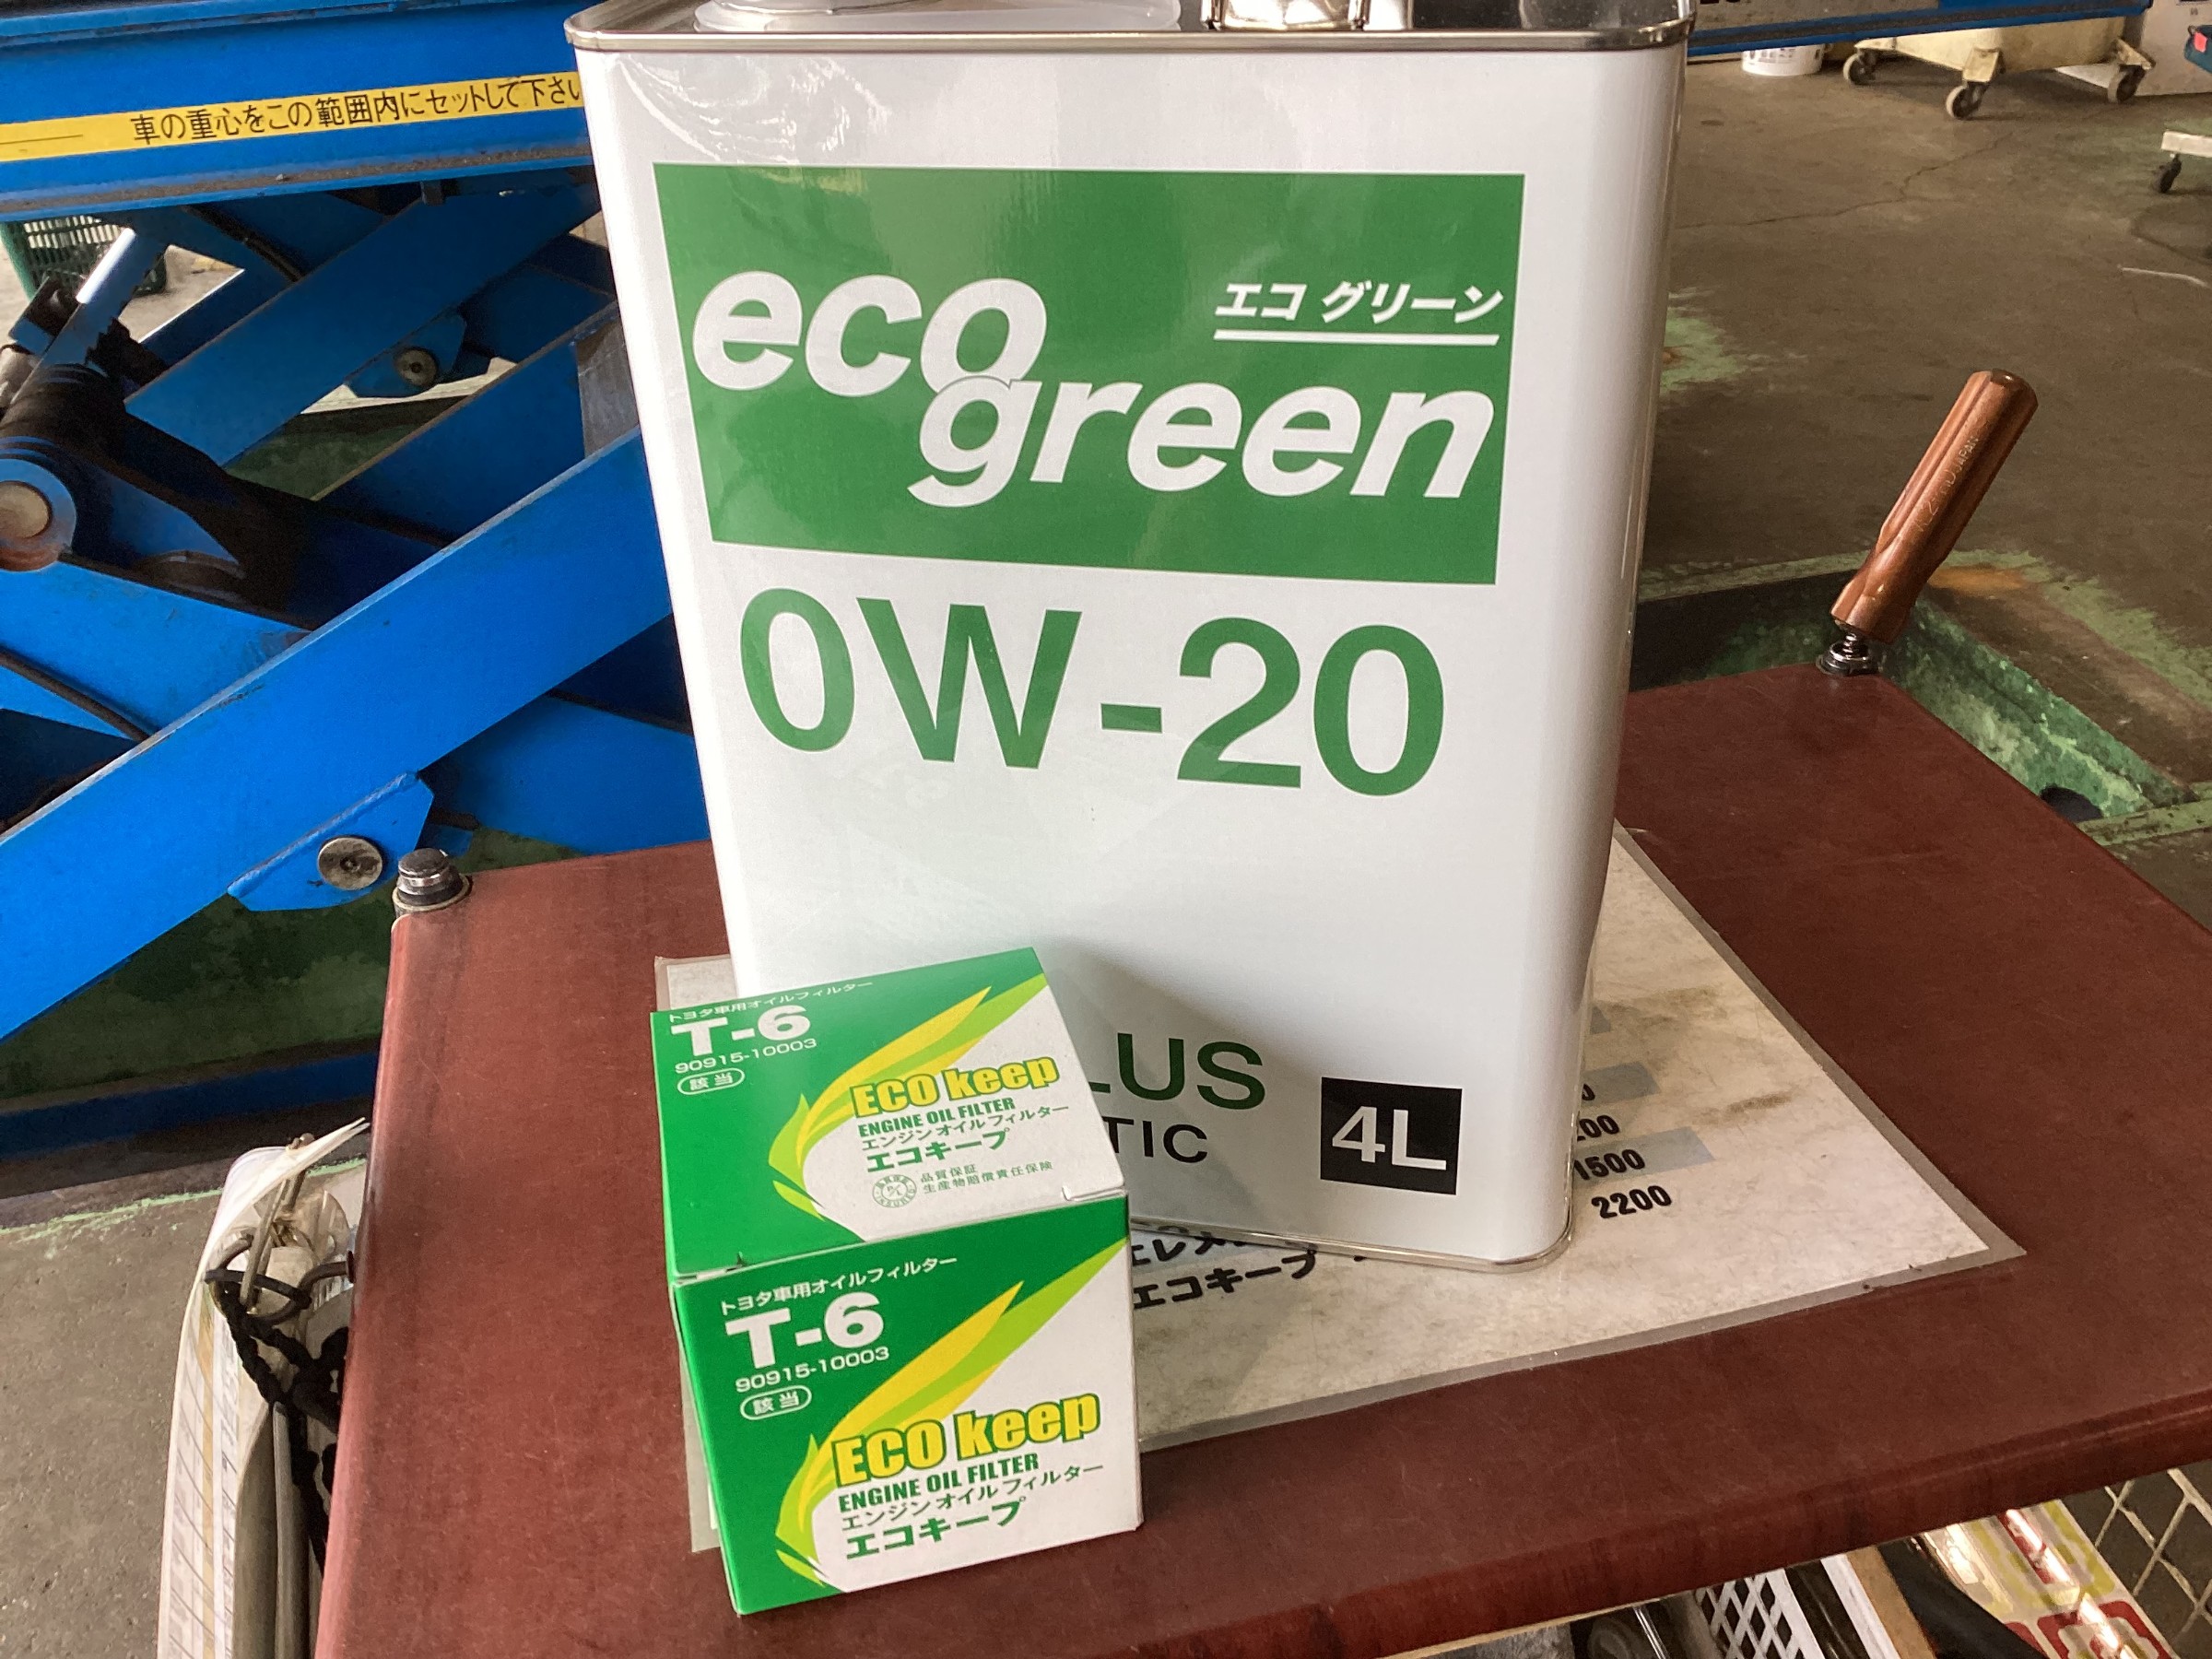 車の重心をこの範囲内にセットして下さい
エコ グリーン
eco
green
0W-20
LUS
TIC
4L
トヨタ車用オイルフィルター
T-6
90915-10003
該当
ECO keep
ENGINE OIL FILTER
エンジンオイルフィルター
エコキープ
品質保証
生産物賠償責任保険
トヨタ車用オイルフィルター
T-6
90915-10003
該当
ECO keep
ENGINE OIL FILTER
エンジンオイルフィルター
エコキープ
1500
2200
エレメ
エコキープ